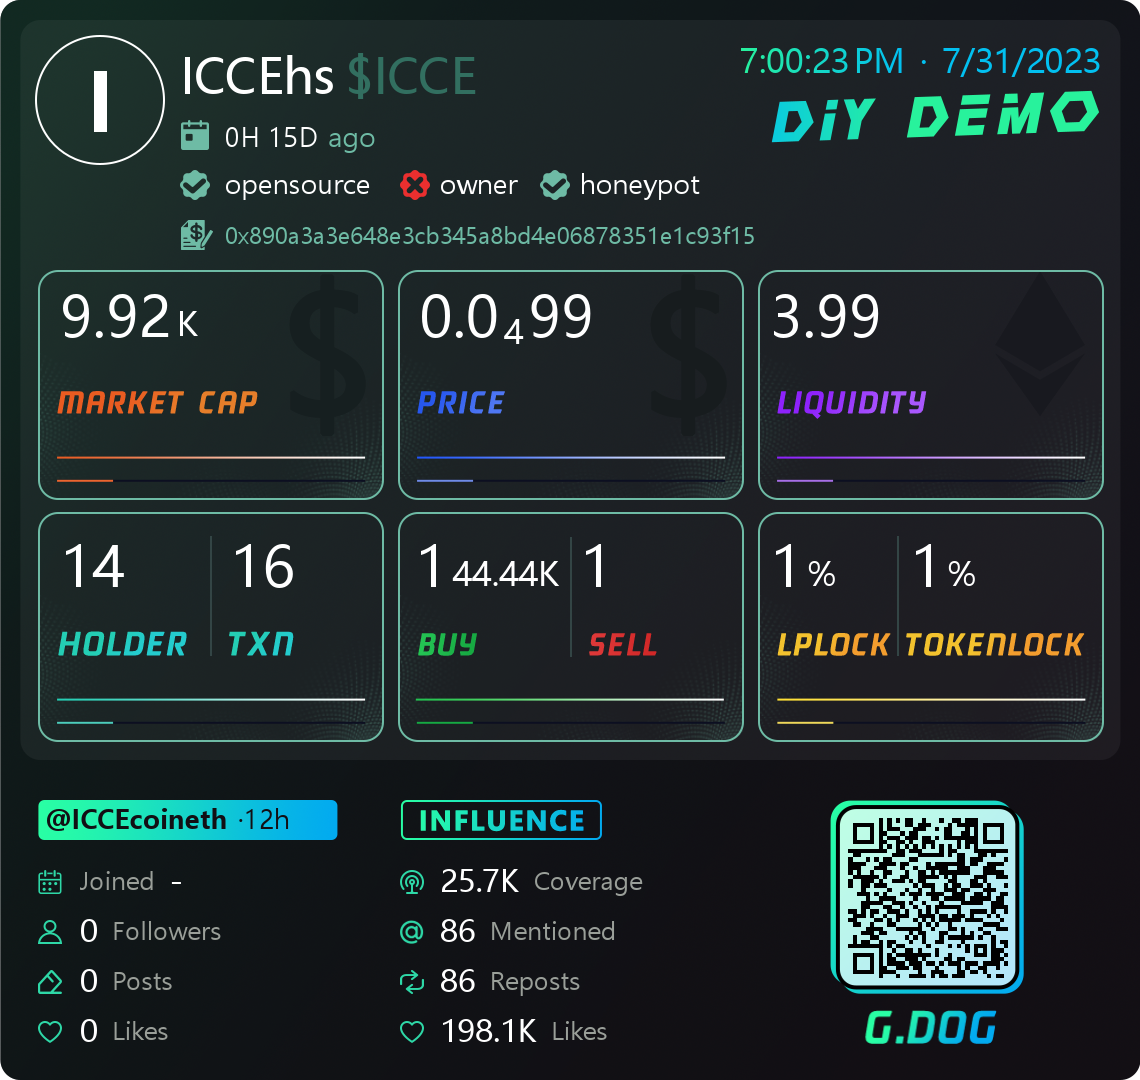 I
ICCEhs $ICCE
7:00:23 PM · 7/31/2023
DiY DEMO
0H 15D ago
opensource owner honeypot
0x890a3a3e648e3cb345a8bd4e06878351e1c93f15
9.92 K
MARKET CAP
0.0₄99
PRICE
3.99
LIQUIDITY
14 16
HOLDER TXN
1 44.44K 1
BUY SELL
1 % 1 %
LPLOCK TOKENLOCK
@ICCEcoineth ·12h
Joined -
0 Followers
0 Posts
0 Likes
INFLUENCE
25.7K Coverage
86 Mentioned
86 Reposts
198.1K Likes
G.DOG